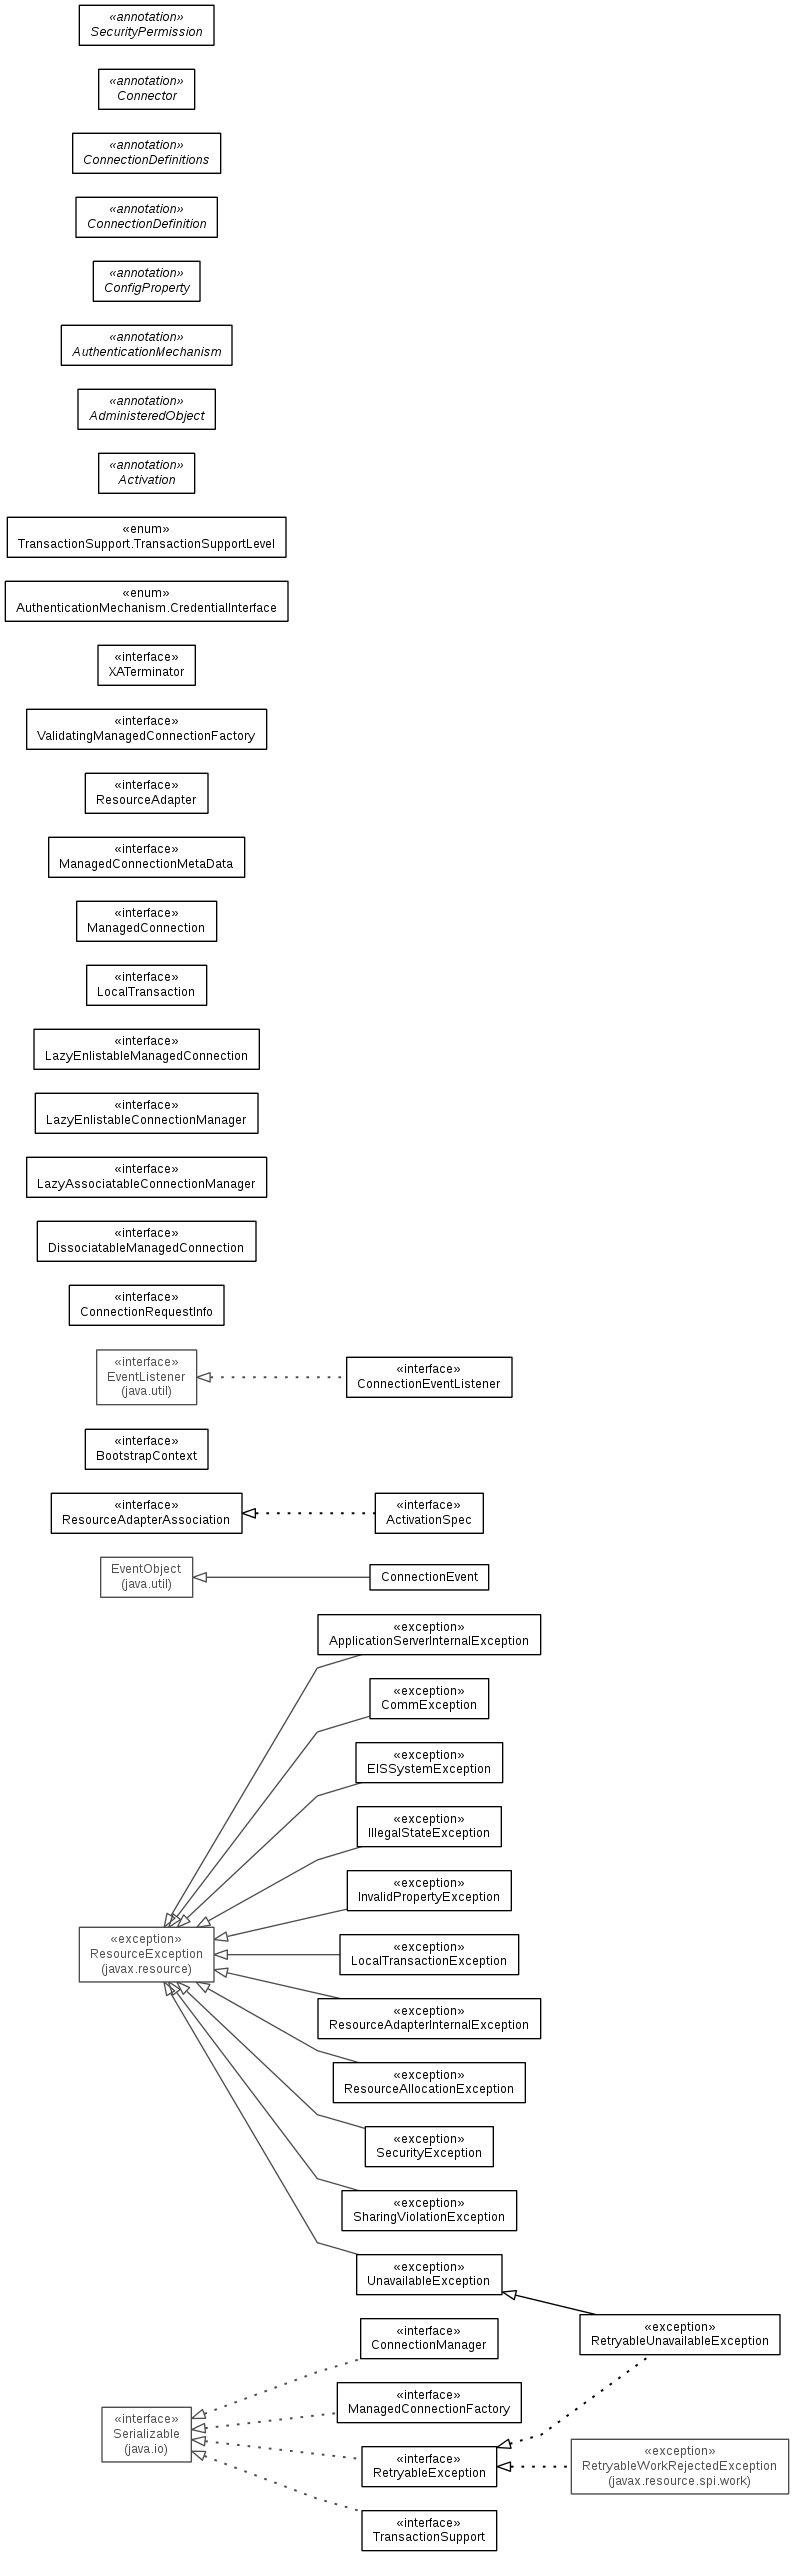 «annotation»
SecurityPermission
«annotation»
Connector
«annotation»
ConnectionDefinitions
«annotation»
ConnectionDefinition
«annotation»
ConfigProperty
«annotation»
AuthenticationMechanism
«annotation»
AdministeredObject
«annotation»
Activation
«enum»
TransactionSupport.TransactionSupportLevel
«enum»
AuthenticationMechanism.CredentialInterface
«interface»
XATerminator
«interface»
ValidatingManagedConnectionFactory
«interface»
ResourceAdapter
«interface»
ManagedConnectionMetaData
«interface»
ManagedConnection
«interface»
LocalTransaction
«interface»
LazyEnlistableManagedConnection
«interface»
LazyEnlistableConnectionManager
«interface»
LazyAssociatableConnectionManager
«interface»
DissociatableManagedConnection
«interface»
ConnectionRequestInfo
«interface»
EventListener
(java.util)
«interface»
ConnectionEventListener
«interface»
BootstrapContext
«interface»
ResourceAdapterAssociation
«interface»
ActivationSpec
EventObject
(java.util)
ConnectionEvent
«exception»
ApplicationServerInternalException
«exception»
CommException
«exception»
EISSystemException
«exception»
IllegalStateException
«exception»
InvalidPropertyException
«exception»
ResourceException
(javax.resource)
«exception»
LocalTransactionException
«exception»
ResourceAdapterInternalException
«exception»
ResourceAllocationException
«exception»
SecurityException
«exception»
SharingViolationException
«exception»
UnavailableException
«exception»
RetryableUnavailableException
«interface»
ConnectionManager
«interface»
ManagedConnectionFactory
«interface»
Serializable
(java.io)
«interface»
RetryableException
«exception»
RetryableWorkRejectedException
(javax.resource.spi.work)
«interface»
TransactionSupport